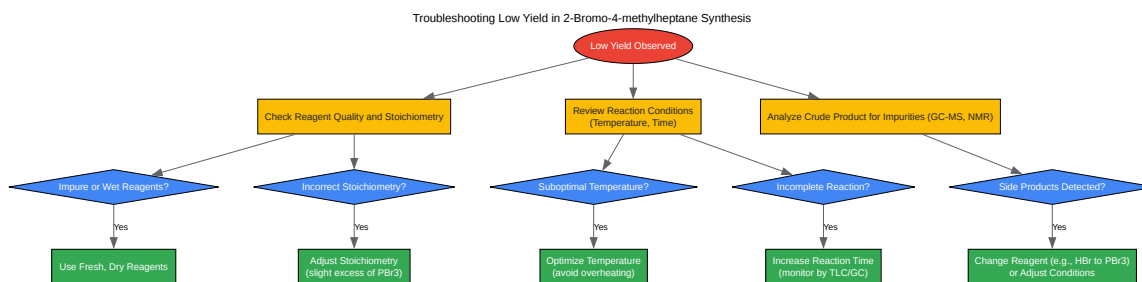 Troubleshooting Low Yield in 2-Bromo-4-methylheptane Synthesis
Low Yield Observed
Check Reagent Quality and Stoichiometry
Review Reaction Conditions
(Temperature, Time)
Analyze Crude Product for Impurities (GC-MS, NMR)
Impure or Wet Reagents?
Incorrect Stoichiometry?
Suboptimal Temperature?
Incomplete Reaction?
Side Products Detected?
Yes
Yes
Yes
Yes
Yes
Use Fresh, Dry Reagents
Adjust Stoichiometry
(slight excess of PBr3)
Optimize Temperature
(avoid overheating)
Increase Reaction Time
(monitor by TLC/GC)
Change Reagent (e.g., HBr to PBr3)
or Adjust Conditions